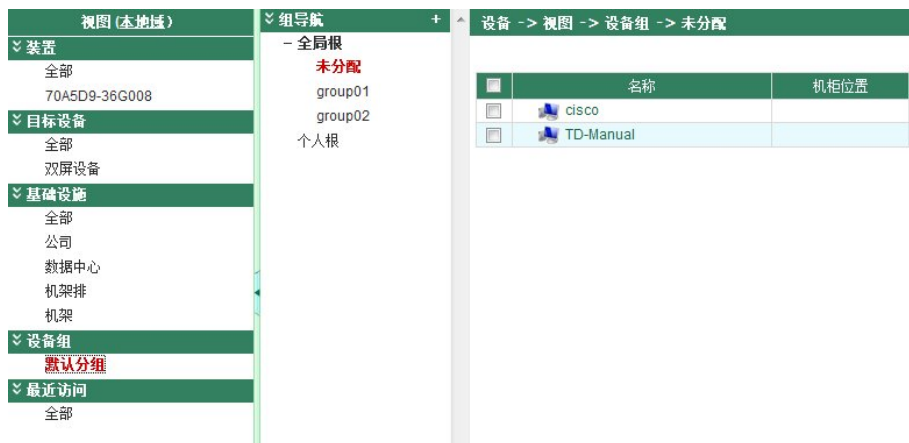 视图 (本地域)
装置
全部
70A5D9-36G008
目标设备
全部
双屏设备
基础设施
全部
公司
数据中心
机架排
机架
设备组
默认分组
最近访问
全部
组导航 +
- 全局根
未分配
group01
group02
个人根
设备 -> 视图 -> 设备组 -> 未分配
名称 机柜位置
cisco
TD-Manual